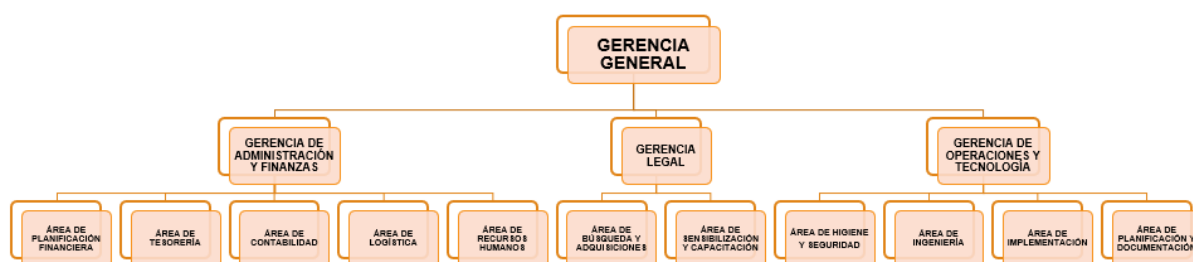 GERENCIA
GENERAL
GERENCIA DE
ADMINISTRACIÓN
Y FINANZAS
GERENCIA
LEGAL
GERENCIA DE
OPERACIONES Y
TECNOLOGÍA
ÁREA DE
PLANIFICACIÓN
FINANCIERA
ÁREA DE
TESORERÍA
ÁREA DE
CONTABILIDAD
ÁREA DE
LOGÍSTICA
ÁREA DE
RECURSOS
HUMANOS
ÁREA DE
BÚSQUEDA Y
ADQUISICIONES
ÁREA DE
SENSIBILIZACIÓN
Y CAPACITACIÓN
ÁREA DE HIGIENE
Y SEGURIDAD
ÁREA DE
INGENIERÍA
ÁREA DE
IMPLEMENTACIÓN
ÁREA DE
PLANIFICACIÓN Y
DOCUMENTACIÓN